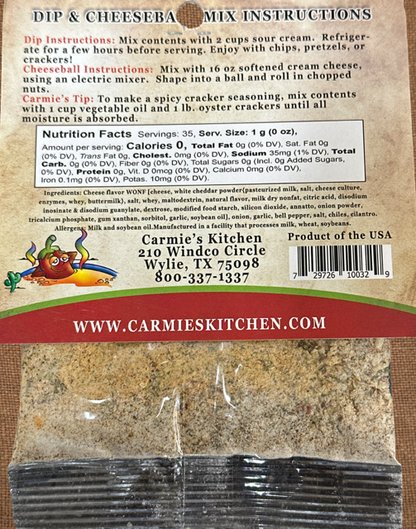 DIP & CHEESEBA MIX INSTRUCTIONS
Dip Instructions: Mix contents with 2 cups sour cream. Refriger-
ate for a few hours before serving. Enjoy with chips, pretzels, or
crackers!
Cheeseball Instructions: Mix with 16 oz softened cream cheese,
using an electric mixer. Shape into a ball and roll in chopped
nuts.
Carmie's Tip: To make a spicy cracker seasoning, mix contents
with 1 cup vegetable oil and 1 lb. oyster crackers until all
moisture is absorbed.
Nutrition Facts Servings: 35, Serv. Size: 1 g (0 oz),
Amount per serving: Calories 0, Total Fat 0g (0% DV), Sat. Fat 0g
(0% DV), Trans Fat 0g, Cholest. 0mg (0% DV), Sodium 35mg (1% DV), Total
Carb. 0g (0% DV), Fiber 0g (0% DV), Total Sugars 0g (Incl. 0g Added Sugars,
0% DV), Protein 0g, Vit. D 0mcg (0% DV), Calcium 0mg (0% DV),
Iron 0.1mg (0% DV), Potas. 10mg (0% DV).
Ingredients: Cheese flavor WONF [cheese, white cheddar powder(pasteurized milk, salt, cheese culture,
enzymes, whey, buttermilk), salt, whey, maltodextrin, natural flavor, milk dry nonfat, citric acid, disodium
inosinate & disodium guanylate, dextrose, modified food starch, silicon dioxide, annatto, onion powder,
tricalcium phosphate, gum xanthan, sorbitol, garlic, soybean oil], onion, garlic, bell pepper, salt, chiles, cilantro.
Allergens: Milk and soybean oil.Manufactured in a facility that processes milk, wheat, soybeans.
Carmie's Kitchen
210 Windco Circle
Wylie, TX 75098
800-337-1337
Product of the USA
7 29726 10032 9
WWW.CARMIESKITCHEN.COM